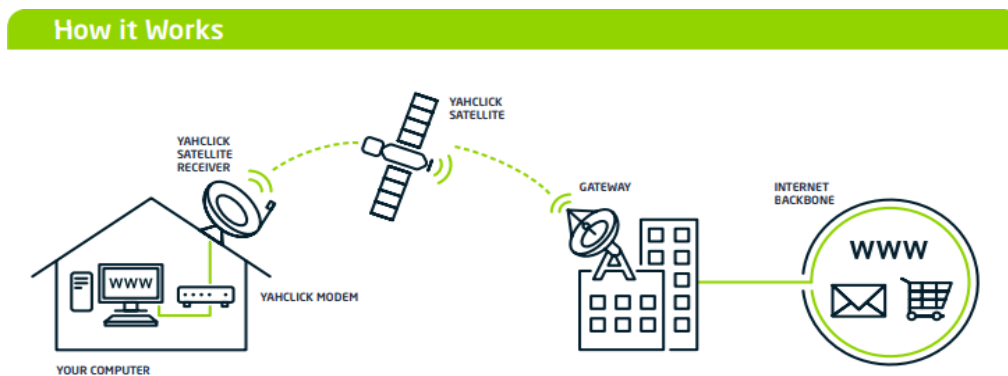 How it Works
YAHCLICK
SATELLITE
YAHCLICK
SATELLITE
RECEIVER
GATEWAY
INTERNET
BACKBONE
WWW
WWW
YAHCLICK MODEM
YOUR COMPUTER